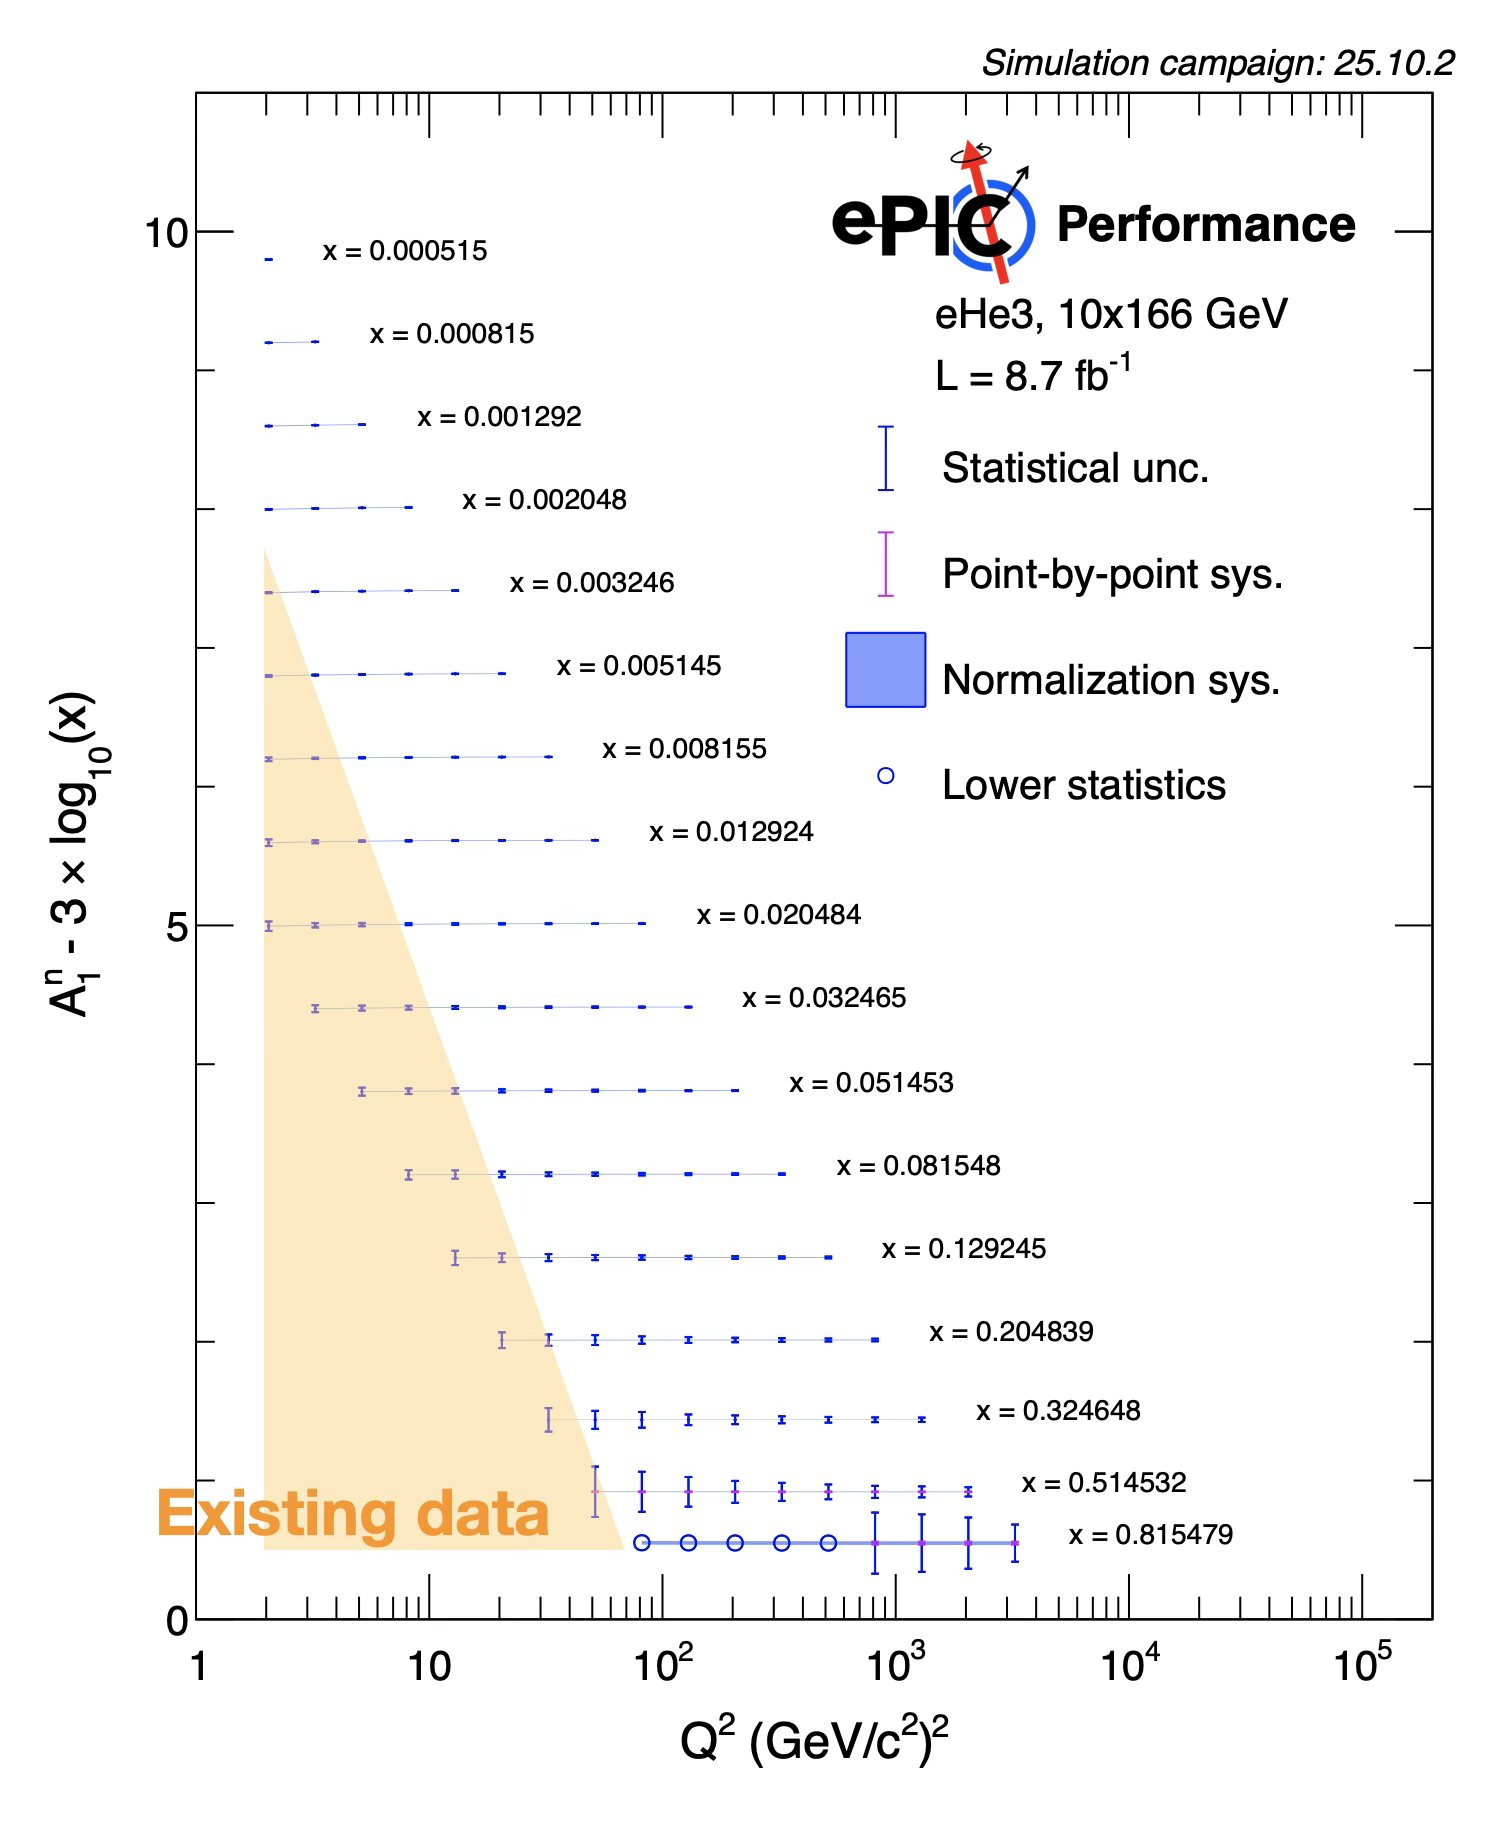 Simulation campaign: 25.10.2
ePIC Performance
eHe3, 10x166 GeV
L = 8.7 fb⁻¹
Statistical unc.
Point-by-point sys.
Normalization sys.
Lower statistics
10
5
0
A₁ⁿ - 3 × log₁₀(x)
x = 0.000515
x = 0.000815
x = 0.001292
x = 0.002048
x = 0.003246
x = 0.005145
x = 0.008155
x = 0.012924
x = 0.020484
x = 0.032465
x = 0.051453
x = 0.081548
x = 0.129245
x = 0.204839
x = 0.324648
x = 0.514532
x = 0.815479
Existing data
1 10 10² 10³ 10⁴ 10⁵
Q² (GeV/c²)²